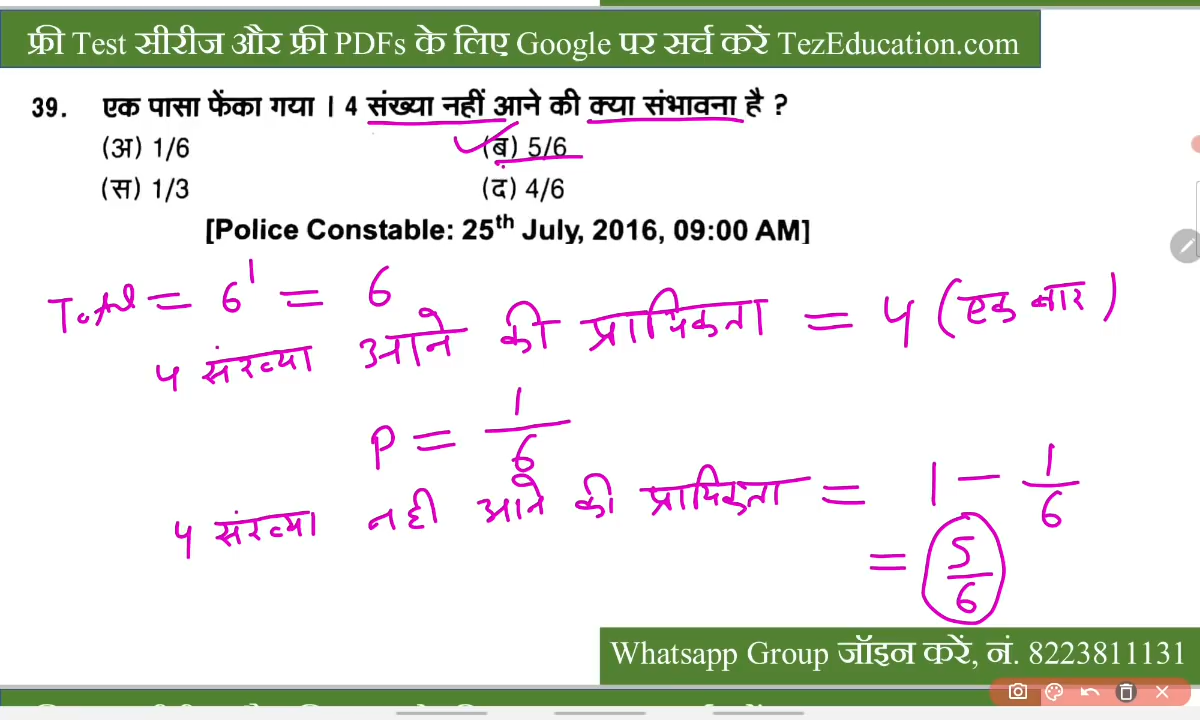 फ्री Test सीरीज और फ्री PDFs के लिए Google पर सर्च करें TezEducation.com
39. एक पासा फेंका गया । 4 संख्या नहीं आने की क्या संभावना है ?
(अ) 1/6 (ब) 5/6
(स) 1/3 (द) 4/6
[Police Constable: 25th July, 2016, 09:00 AM]
Total = 6¹ = 6
4 संख्या आने की प्रायिकता = 4 (एक बार)
P = 1/6
4 संख्या नही आने की प्रायिकता = 1 - 1/6
= 5/6
Whatsapp Group जॉइन करें, नं. 8223811131